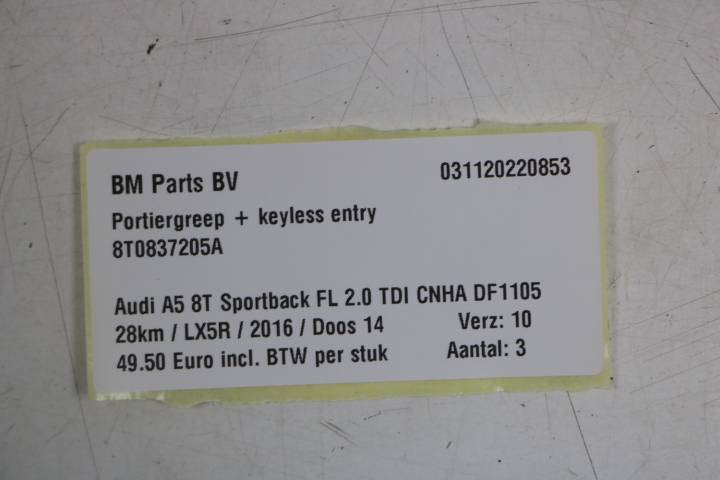 BM Parts BV 031120220853
Portiergreep + keyless entry
8T0837205A
Audi A5 8T Sportback FL 2.0 TDI CNHA DF1105
28km / LX5R / 2016 / Doos 14 Verz: 10
49.50 Euro incl. BTW per stuk Aantal: 3